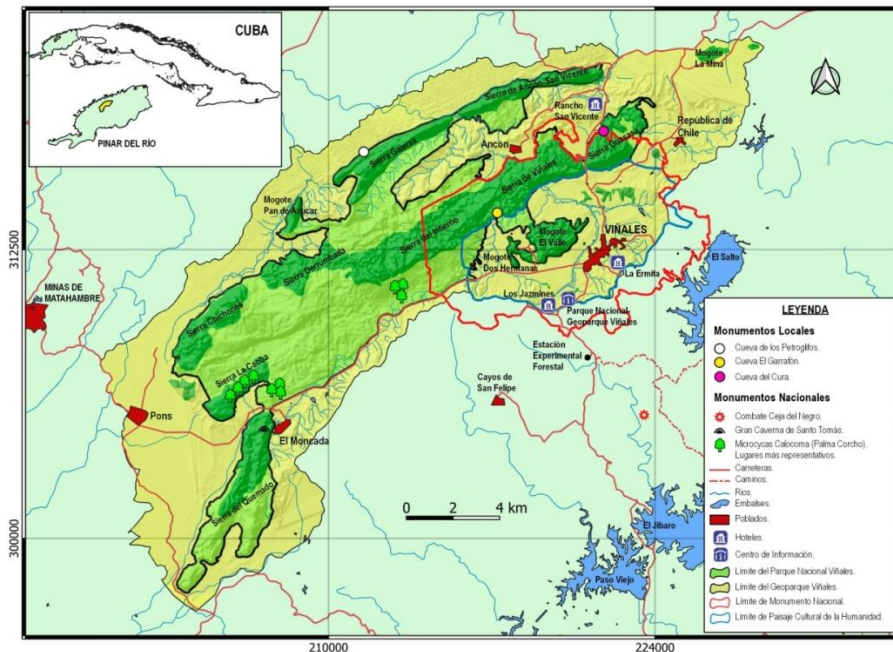 CUBA
PINAR DEL RÍO
Mogote
La Mina
Sierra de Ancón-San Vicente
Rancho
San Vicente
República de
Chile
Ancón
Sierra Galeras
Sierra Guasasa
Sierra de Viñales
Mogote
Pan de Azúcar
Sierra del Infierno
Mogote
El Valle
VIÑALES
312500
Sierra Derrumbada
Mogote
Dos Hermanas
La Ermita
El Salto
MINAS DE
MATAHAMBRE
Los Jazmines
Parque Nacional-
Geoparque Viñales
Sierra Chichones
Estación
Experimental
Forestal
Sierra La Cabba
Cayos de
San Felipe
Pons
El Moncada
Sierra del Quemado
0 2 4 km
300000
El Jíbaro
Paso Viejo
210000
224000
LEYENDA
Monumentos Locales
Cueva de los Petroglifos.
Cueva El Garrafón.
Cueva del Cura.
Monumentos Nacionales
Combate Ceja del Negro.
Gran Caverna de Santo Tomás.
Microcycas Calocoma (Palma Corcho).
Lugares más representativos.
Carreteras.
Caminos.
Ríos.
Embalses.
Poblados.
Hoteles.
Centro de Información.
Límite del Parque Nacional Viñales.
Límite del Geoparque Viñales.
Límite de Monumento Nacional.
Límite de Paisaje Cultural de la Humanidad.